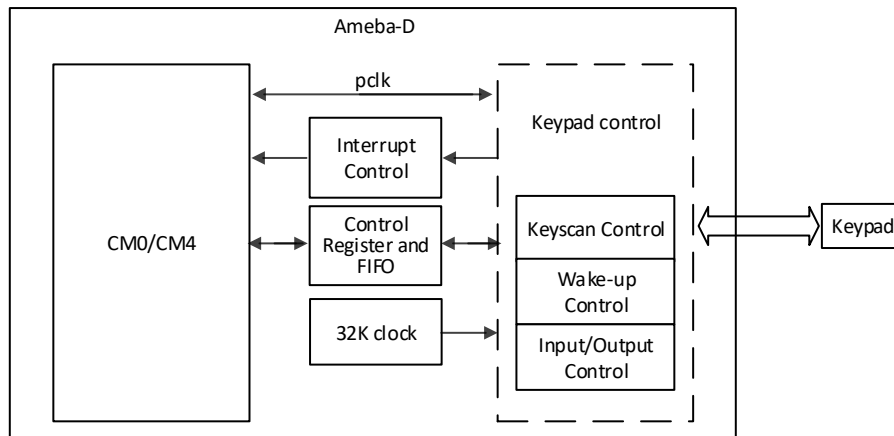 Ameba-D
pclk
Keypad control
Interrupt
Control
CM0/CM4
Control
Register and
FIFO
Keyscan Control
Keypad
Wake-up
Control
32K clock
Input/Output
Control